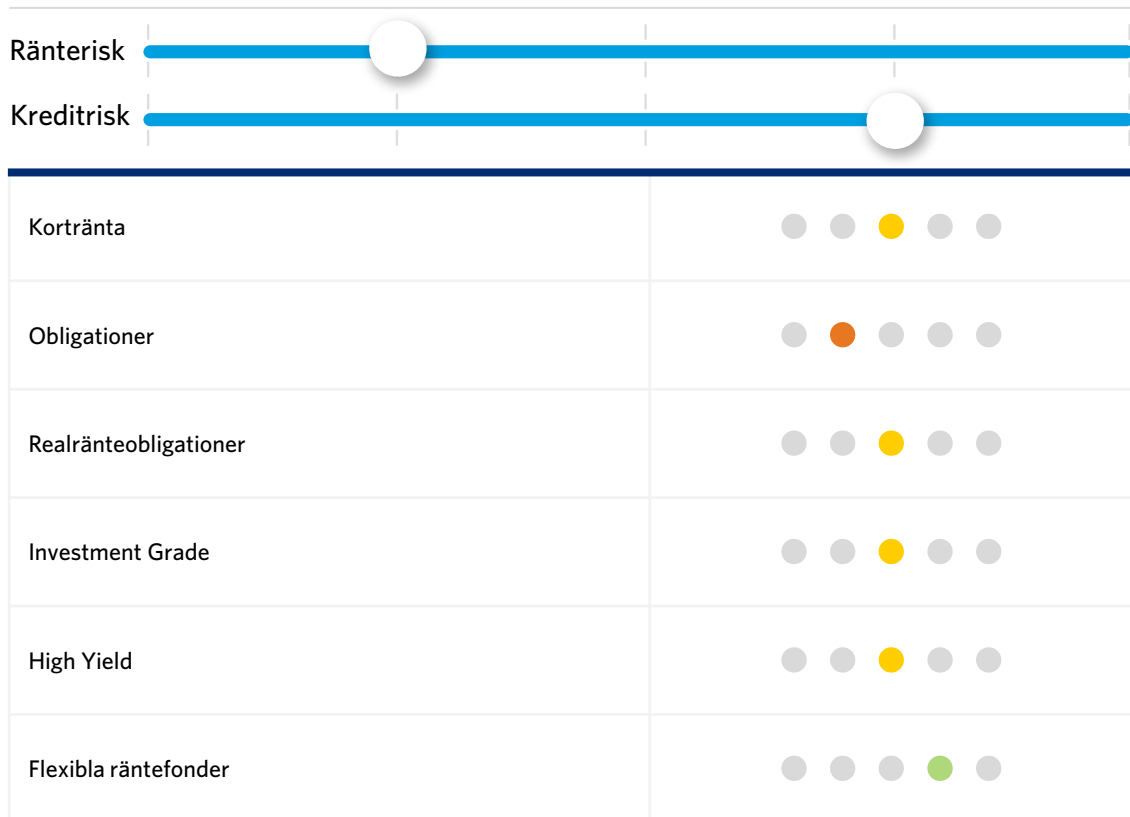 Ränterisk
Kreditrisk
Kortränta
Obligationer
Realränteobligationer
Investment Grade
High Yield
Flexibla räntefonder